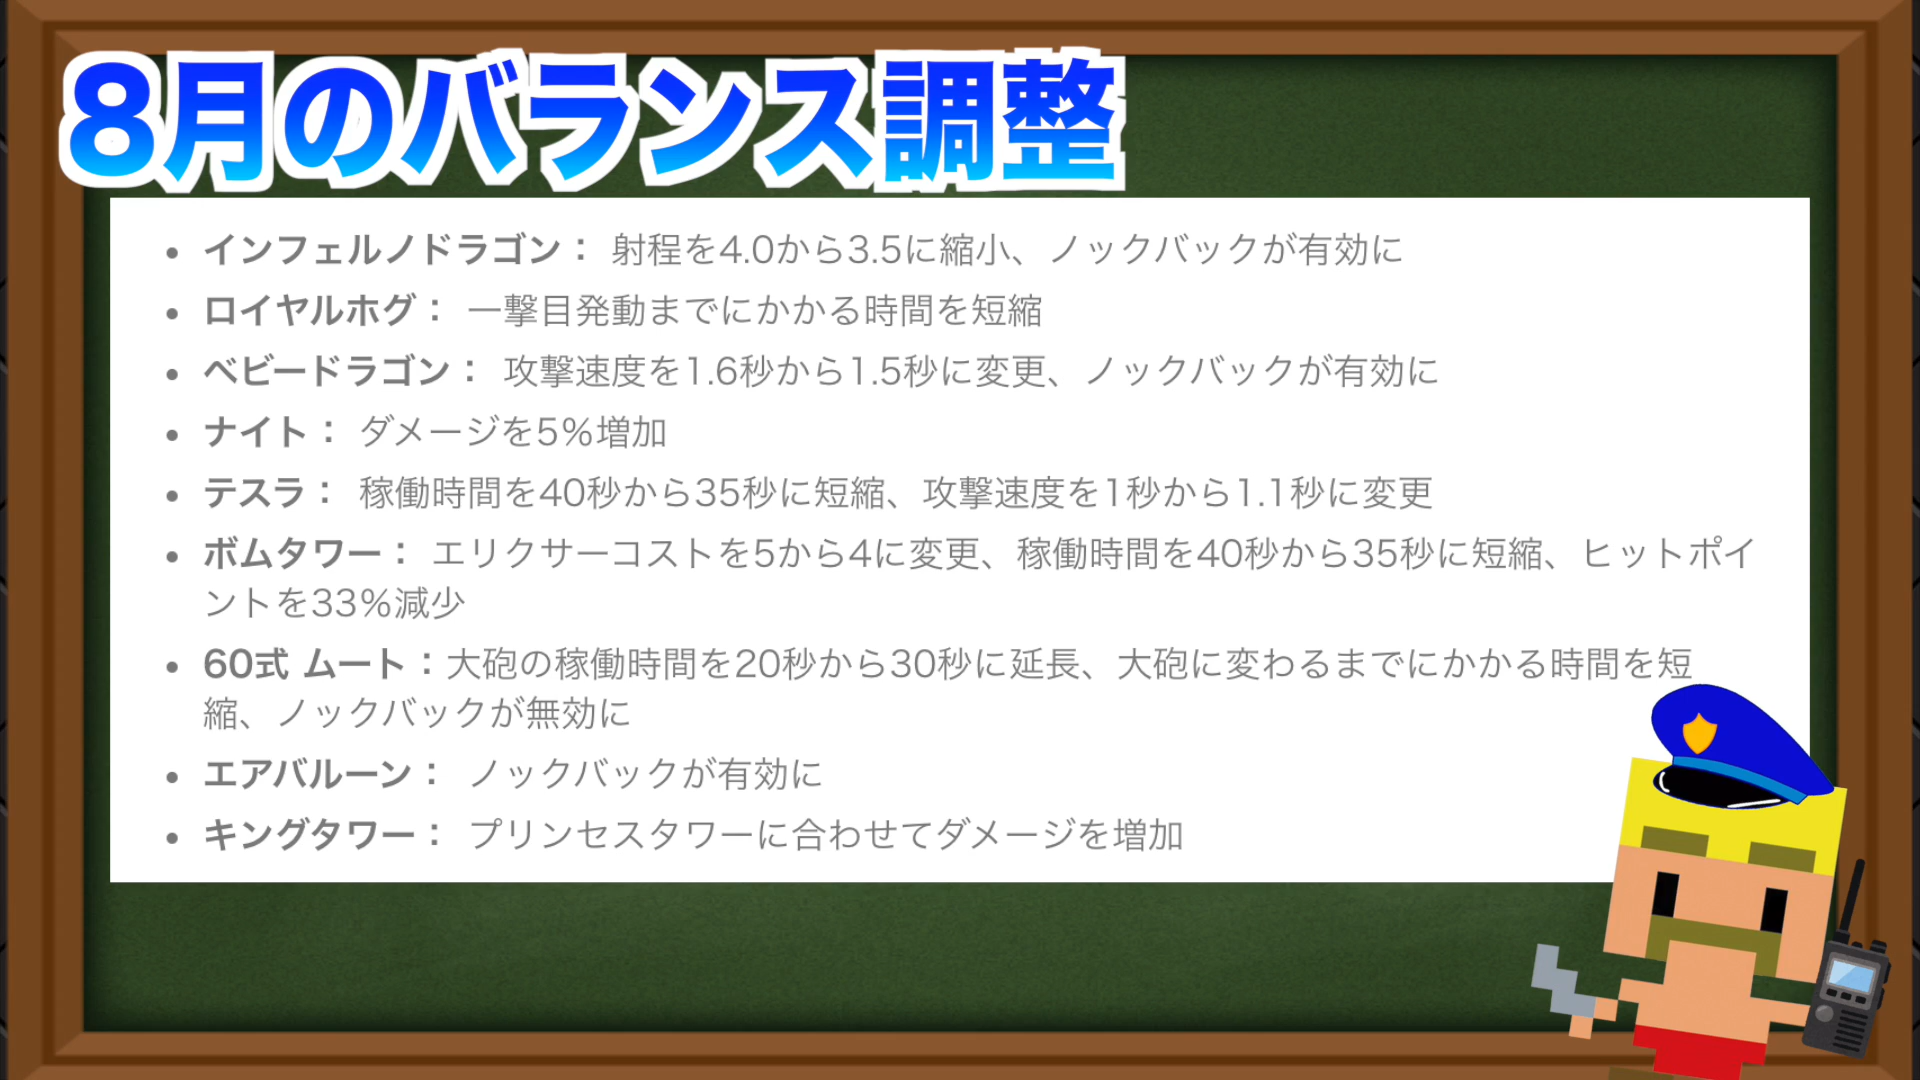 8月のバランス調整
• インフェルノドラゴン： 射程を4.0から3.5に縮小、ノックバックが有効に
• ロイヤルホグ： 一撃目発動までにかかる時間を短縮
• ベビードラゴン： 攻撃速度を1.6秒から1.5秒に変更、ノックバックが有効に
• ナイト： ダメージを5%増加
• テスラ： 稼働時間を40秒から35秒に短縮、攻撃速度を1秒から1.1秒に変更
• ボムタワー： エリクサーコストを5から4に変更、稼働時間を40秒から35秒に短縮、ヒットポイ
ントを33%減少
• 60式 ムート：大砲の稼働時間を20秒から30秒に延長、大砲に変わるまでにかかる時間を短
縮、ノックバックが無効に
• エアバルーン： ノックバックが有効に
• キングタワー： プリンセスタワーに合わせてダメージを増加